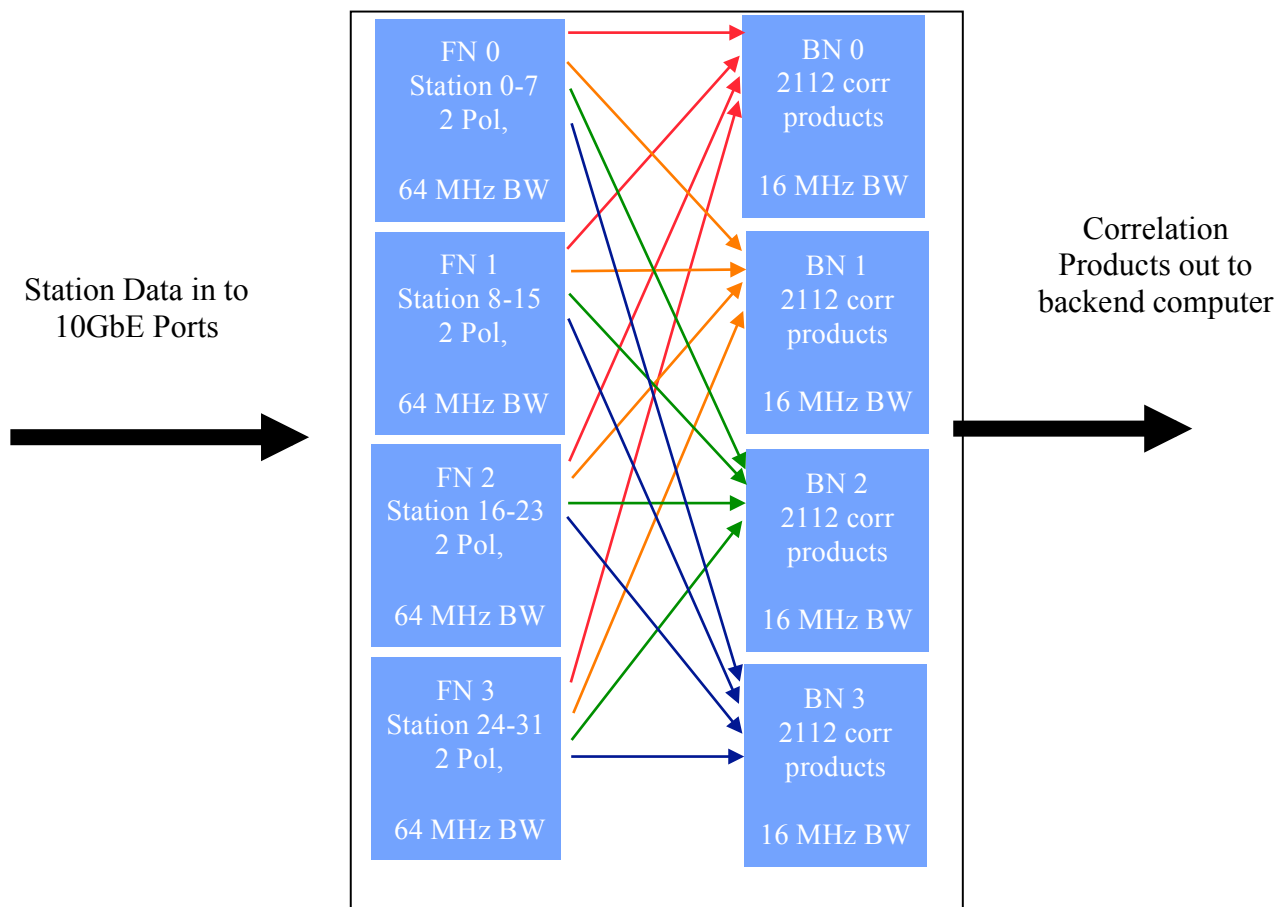 Station Data in to
10GbE Ports
FN 0
Station 0-7
2 Pol,
64 MHz BW
FN 1
Station 8-15
2 Pol,
64 MHz BW
FN 2
Station 16-23
2 Pol,
64 MHz BW
FN 3
Station 24-31
2 Pol,
64 MHz BW
BN 0
2112 corr
products
16 MHz BW
BN 1
2112 corr
products
16 MHz BW
BN 2
2112 corr
products
16 MHz BW
BN 3
2112 corr
products
16 MHz BW
Correlation
Products out to
backend computer